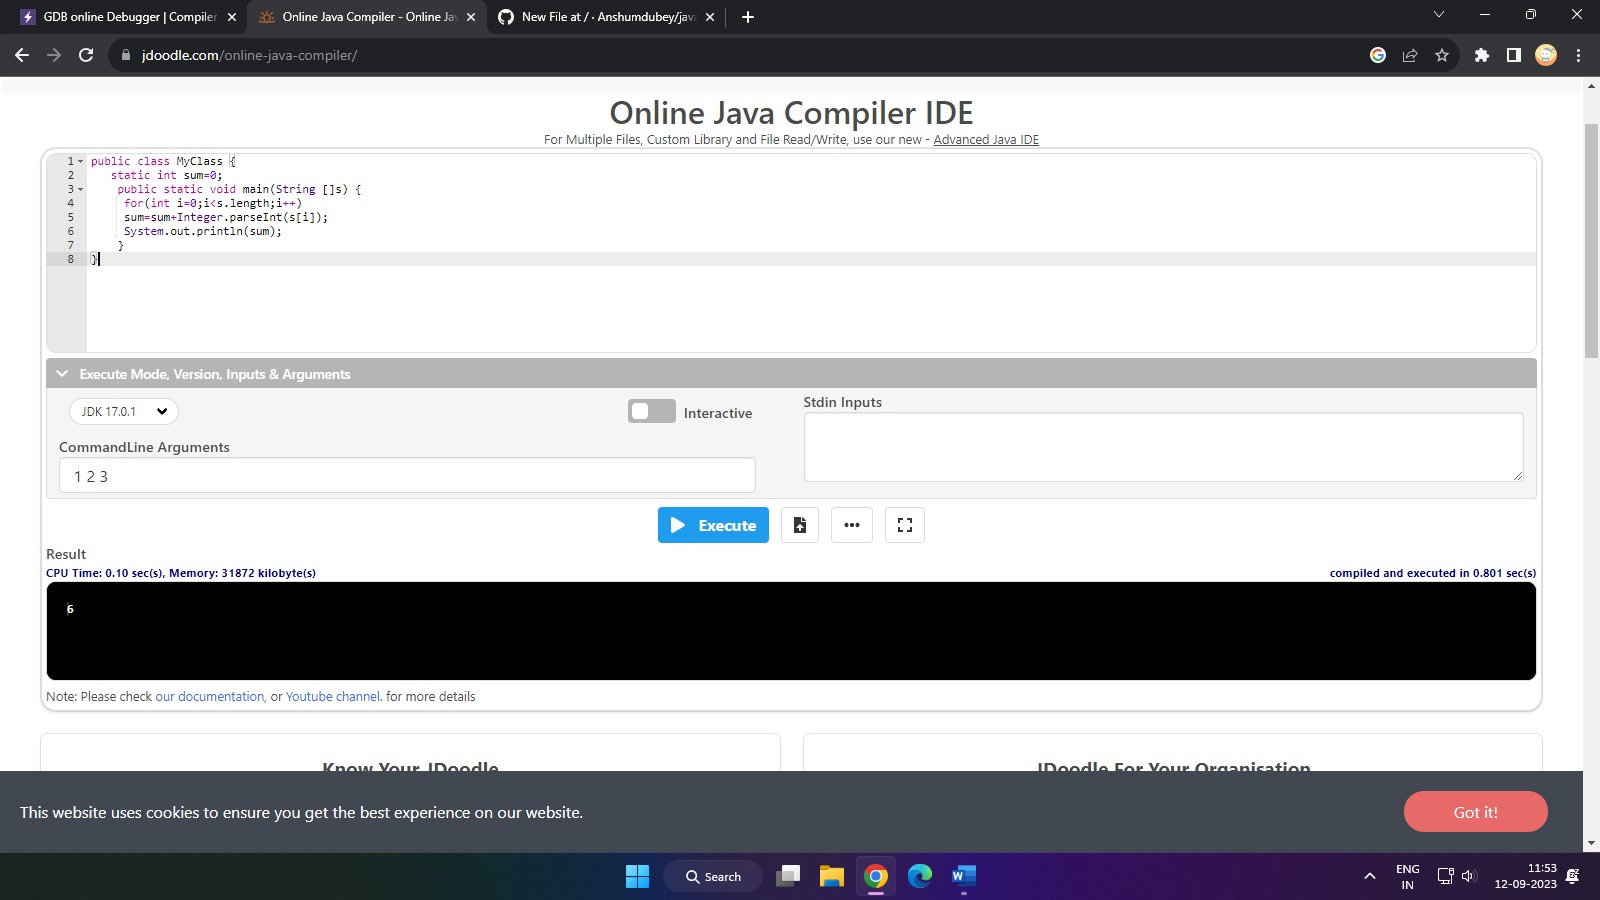 GDB online Debugger | Compiler
Online Java Compiler - Online Jav
New File at / · Anshumdubey/java
jdoodle.com/online-java-compiler/
Online Java Compiler IDE
For Multiple Files, Custom Library and File Read/Write, use our new - Advanced Java IDE
1 public class MyClass {
2 static int sum=0;
3 public static void main(String []s) {
4 for(int i=0;i<s.length;i++)
5 sum=sum+Integer.parseInt(s[i]);
6 System.out.println(sum);
7 }
8 }
Execute Mode, Version, Inputs & Arguments
JDK 17.0.1
Interactive
Stdin Inputs
CommandLine Arguments
1 2 3
Execute
Result
CPU Time: 0.10 sec(s), Memory: 31872 kilobyte(s)
compiled and executed in 0.801 sec(s)
6
Note: Please check our documentation, or Youtube channel. for more details
Know Your JDoodle
JDoodle For Your Organisation
This website uses cookies to ensure you get the best experience on our website.
Got it!
Search
ENG
IN
11:53
12-09-2023